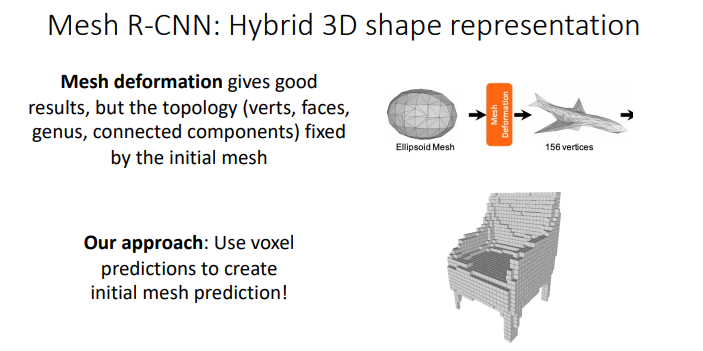 Mesh R-CNN: Hybrid 3D shape representation
Mesh deformation gives good
results, but the topology (verts, faces,
genus, connected components) fixed
by the initial mesh
Mesh
Deformation
Ellipsoid Mesh
156 vertices
Our approach: Use voxel
predictions to create
initial mesh prediction!